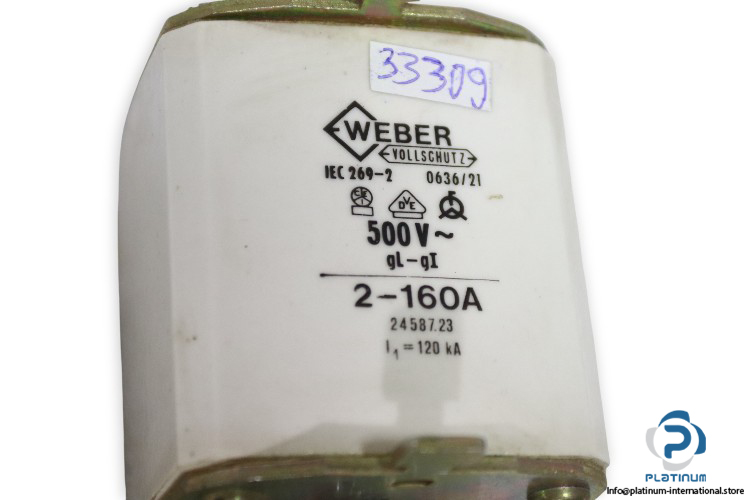 33309
WEBER
VOLLSCHUTZ
IEC 269-2 0636/21
VDE
500V~
gL-gI
2-160A
24587.23
I₁ = 120 kA
PLATINUM
Info@platinum-international.store